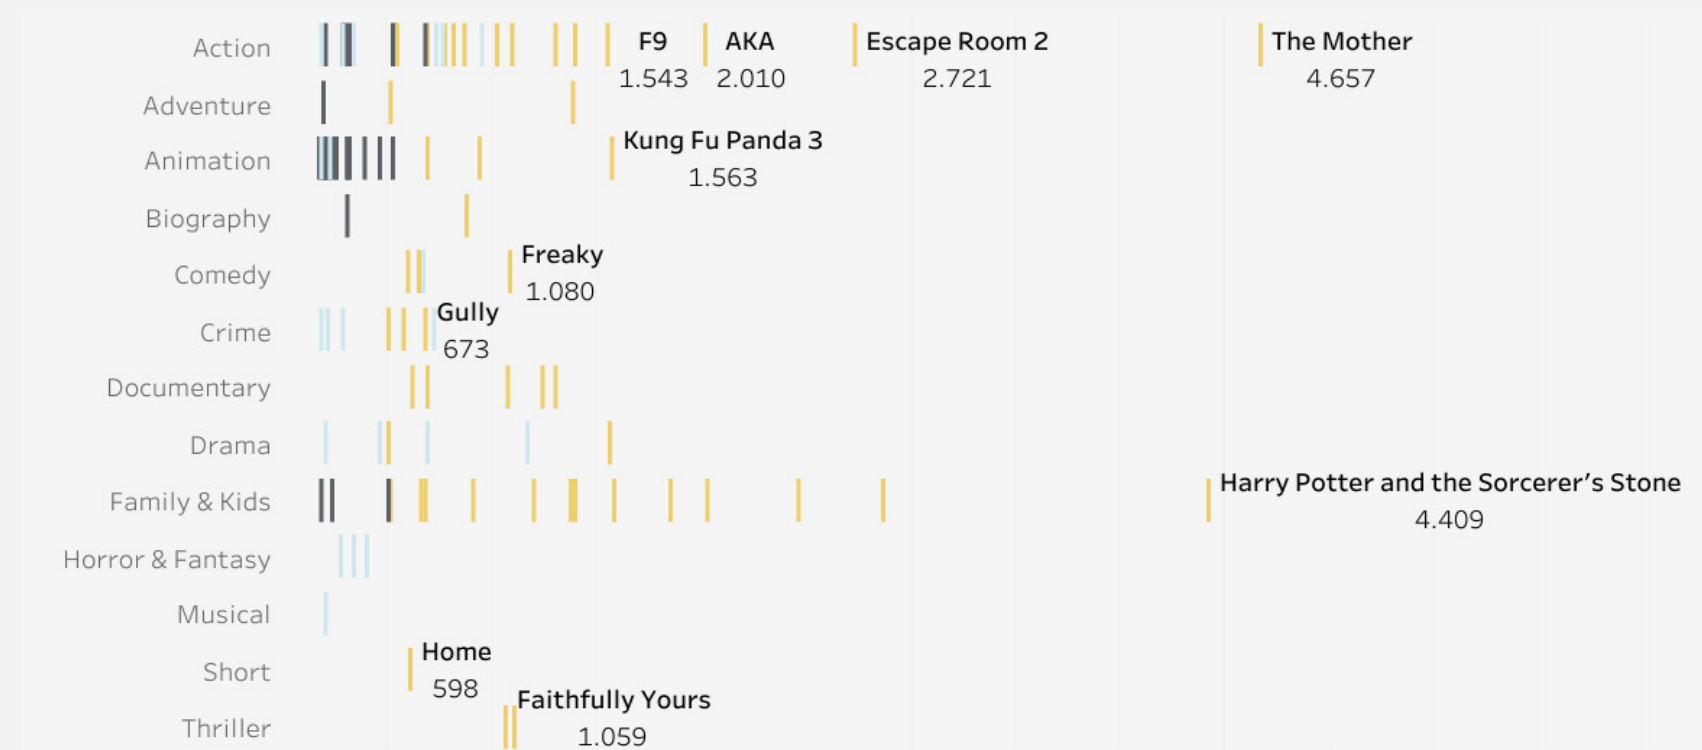 Action
F9
1.543
AKA
2.010
Escape Room 2
2.721
The Mother
4.657
Adventure
Animation
Kung Fu Panda 3
1.563
Biography
Comedy
Freaky
1.080
Crime
Gully
673
Documentary
Drama
Family & Kids
Harry Potter and the Sorcerer’s Stone
4.409
Horror & Fantasy
Musical
Short
Home
598
Thriller
Faithfully Yours
1.059